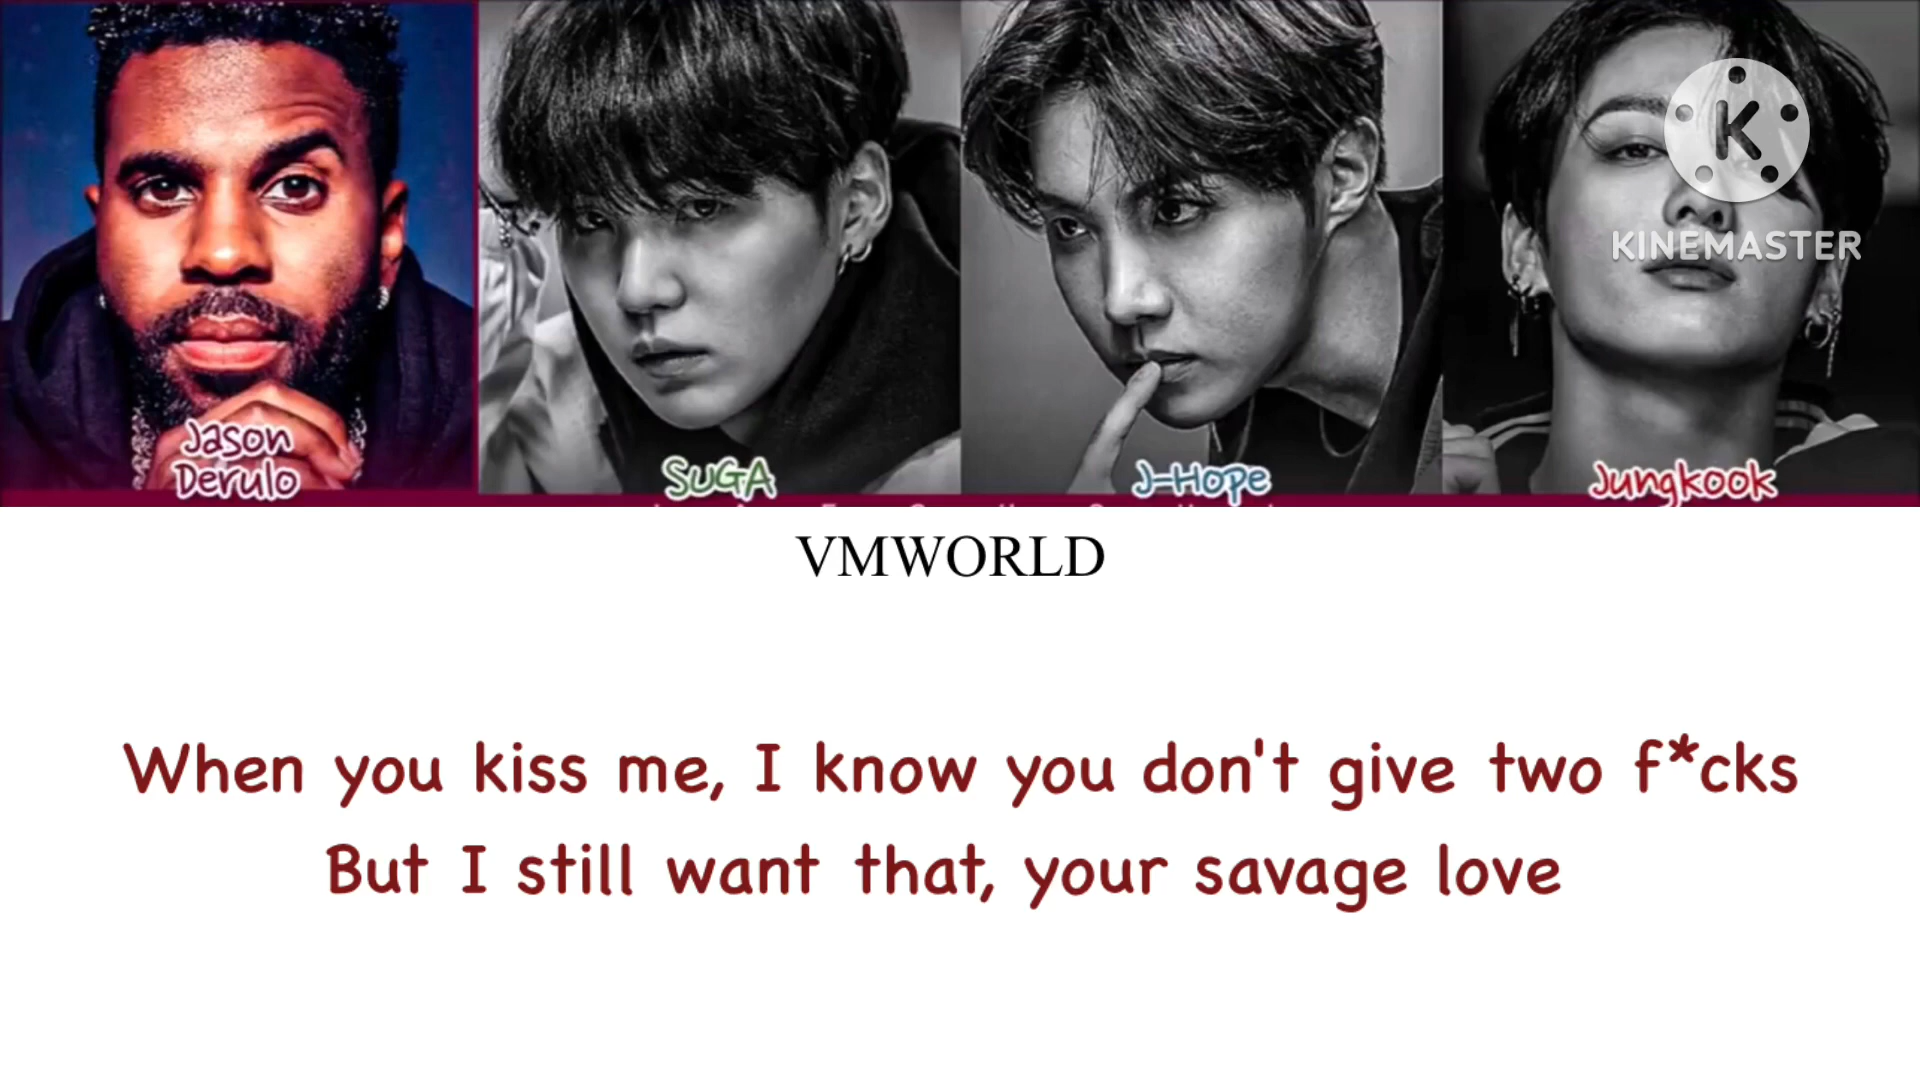 K
KINEMASTER
Jason
Derulo
SUGA
J-Hope
Jungkook
VMWORLD
When you kiss me, I know you don't give two f*cks
But I still want that, your savage love